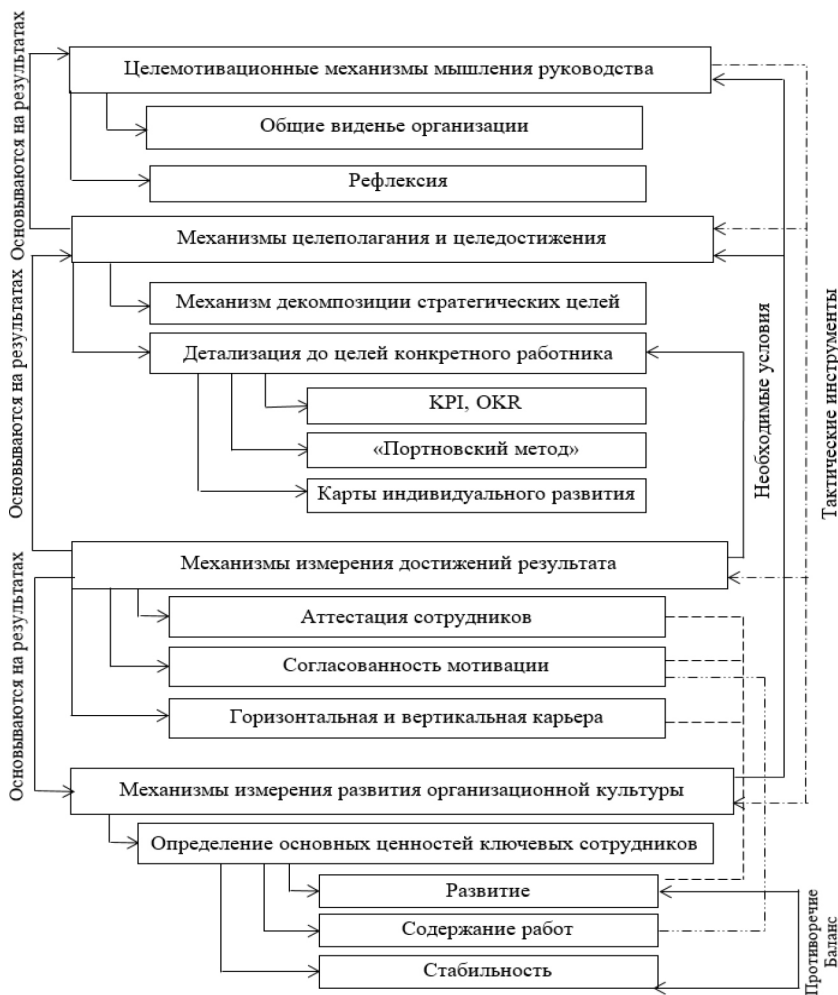 Целемотивационные механизмы мышления руководства
Общие виденье организации
Рефлексия
Основываются на результатах
Механизмы целеполагания и целедостижения
Механизм декомпозиции стратегических целей
Детализация до целей конкретного работника
KPI, OKR
«Портновский метод»
Карты индивидуального развития
Основываются на результатах
Необходимые условия
Тактические инструменты
Механизмы измерения достижений результата
Аттестация сотрудников
Согласованность мотивации
Горизонтальная и вертикальная карьера
Основываются на результатах
Механизмы измерения развития организационной культуры
Определение основных ценностей ключевых сотрудников
Развитие
Содержание работ
Стабильность
Противоречие
Баланс